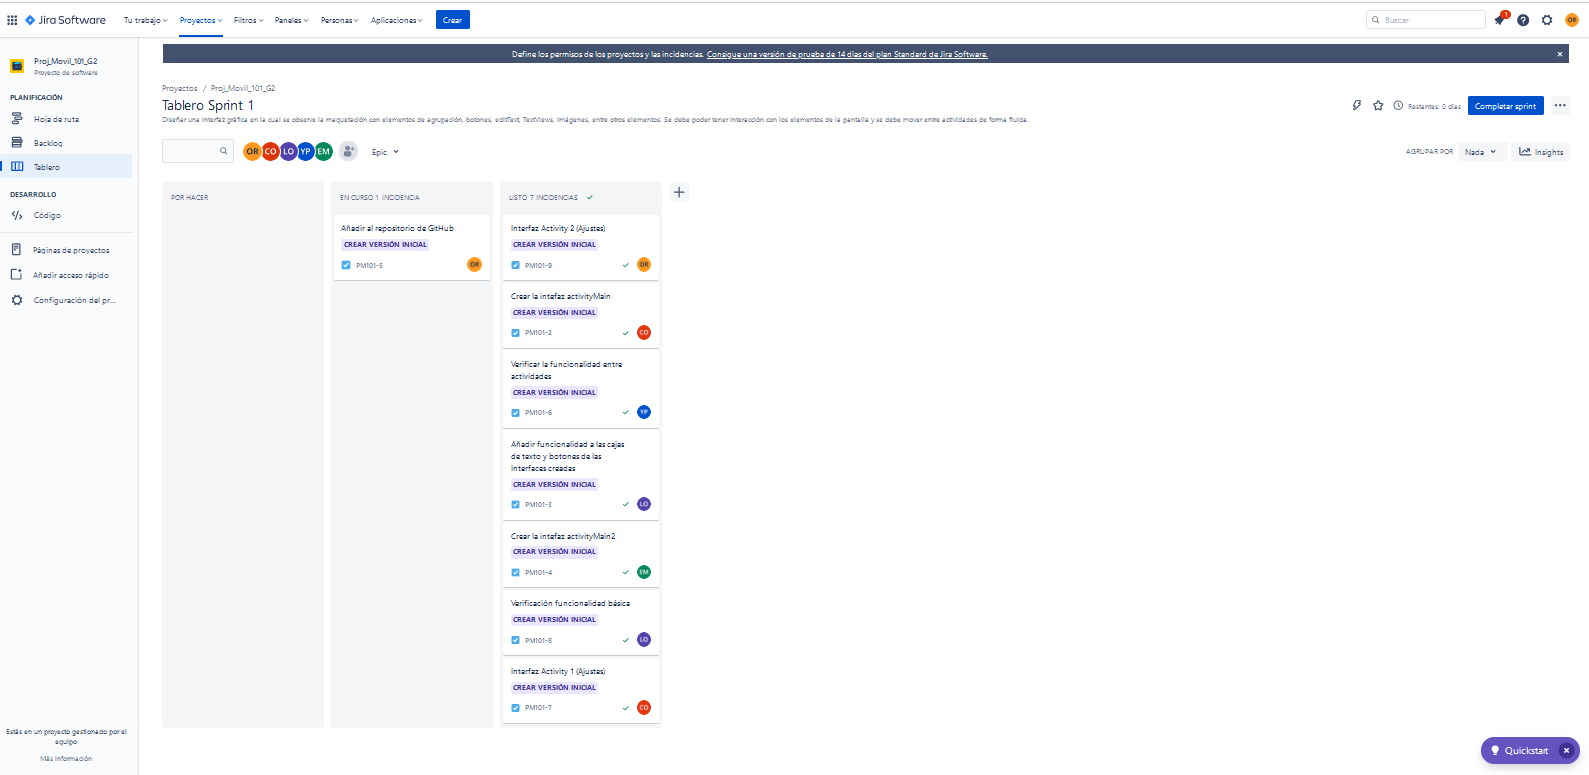 Jira Software
Tu trabajo
Proyectos
Filtros
Paneles
Personas
Aplicaciones
Crear
Buscar
1
OR
Proj_Movil_101_G2
Proyecto de software
PLANIFICACIÓN
Hoja de ruta
Backlog
Tablero
DESARROLLO
Código
Páginas de proyectos
Añadir acceso rápido
Configuración del pr...
Estás en un proyecto gestionado por el
equipo
Más información
Define los permisos de los proyectos y las incidencias. Consigue una versión de prueba de 14 días del plan Standard de Jira Software.
Proyectos / Proj_Movil_101_G2
Tablero Sprint 1
Restantes: 0 días
Completar sprint
Diseñar una interfaz gráfica en la cual se observe la maquetación con elementos de agrupación, botones, editText, TextViews, imágenes, entre otros elementos. Se debe poder tener interacción con los elementos de la pantalla y se debe mover entre actividades de forma fluida.
OR CO LO YP EM
Epic
AGRUPAR POR
Nada
Insights
POR HACER
EN CURSO 1 INCIDENCIA
Añadir al repositorio de GitHub
CREAR VERSIÓN INICIAL
PM101-5
OR
LISTO 7 INCIDENCIAS
Interfaz Activity 2 (Ajustes)
CREAR VERSIÓN INICIAL
PM101-9
OR
Crear la intefaz activityMain
CREAR VERSIÓN INICIAL
PM101-2
CO
Verificar la funcionalidad entre
actividades
CREAR VERSIÓN INICIAL
PM101-6
YP
Añadir funcionalidad a las cajas
de texto y botones de las
interfaces creadas
CREAR VERSIÓN INICIAL
PM101-3
LO
Crear la intefaz activityMain2
CREAR VERSIÓN INICIAL
PM101-4
EM
Verificación funcionalidad básica
CREAR VERSIÓN INICIAL
PM101-8
LO
Interfaz Activity 1 (Ajustes)
CREAR VERSIÓN INICIAL
PM101-7
CO
Quickstart